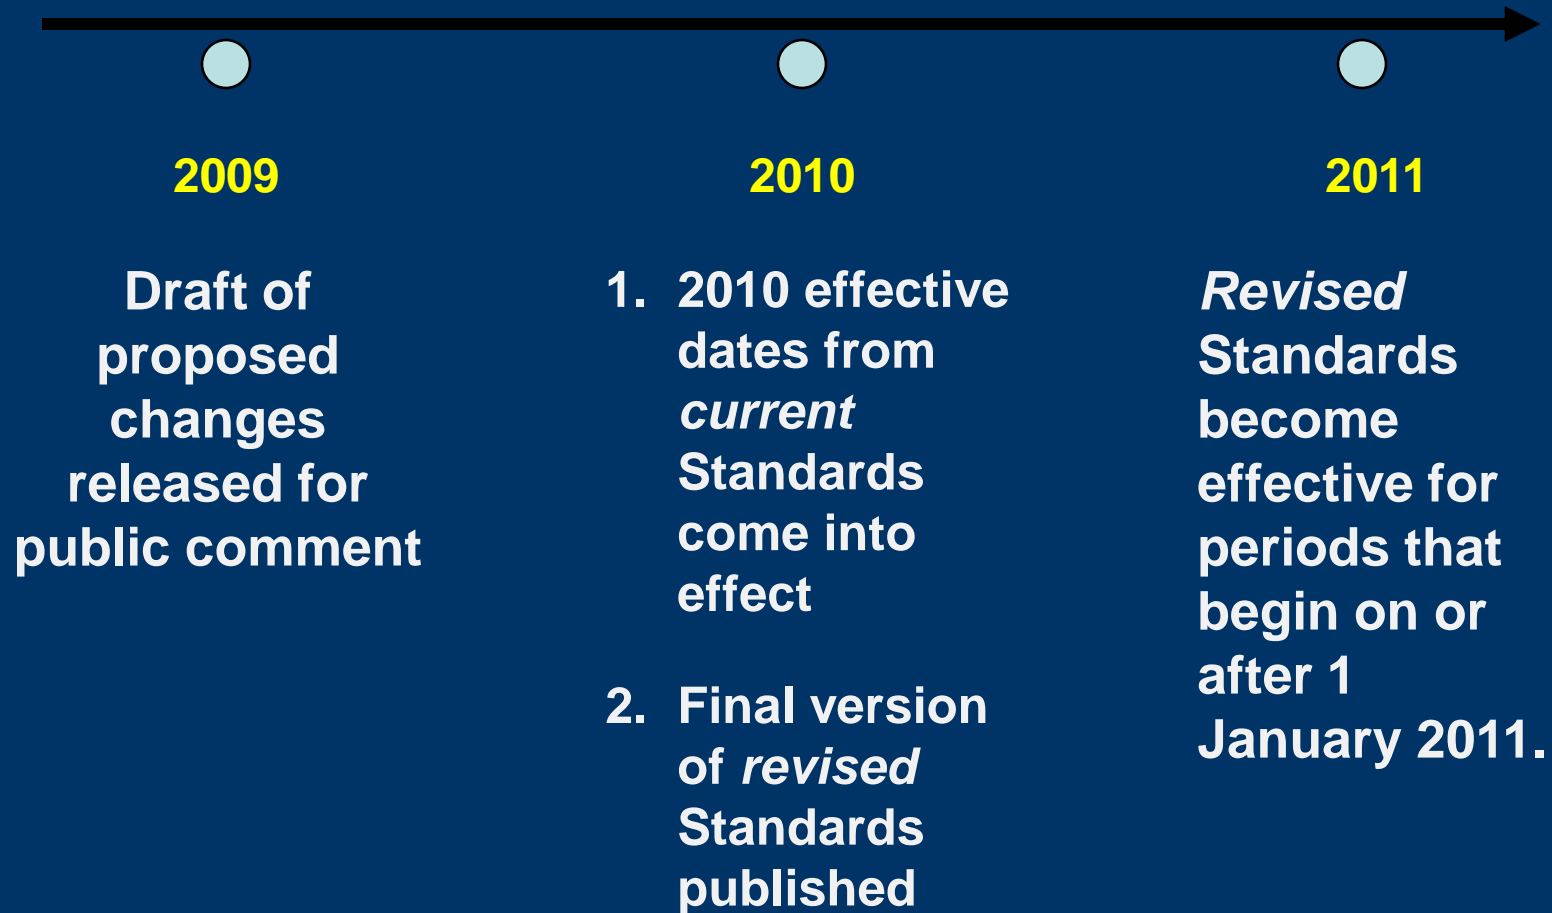 2009
Draft of
proposed
changes
released for
public comment
2010
1. 2010 effective
dates from
current
Standards
come into
effect
2. Final version
of revised
Standards
published
2011
Revised
Standards
become
effective for
periods that
begin on or
after 1
January 2011.